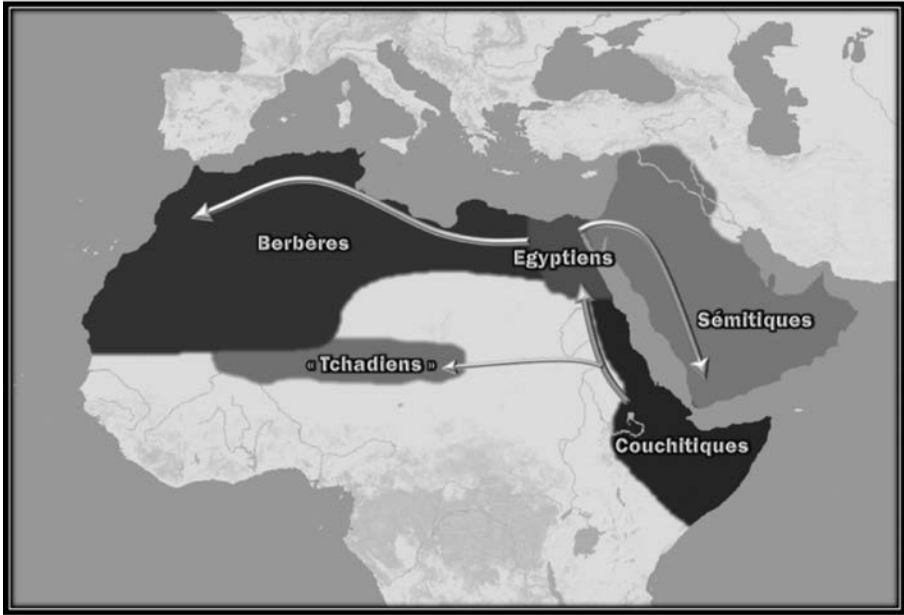 Berbères
Egyptiens
Sémitiques
« Tchadiens »
Couchitiques